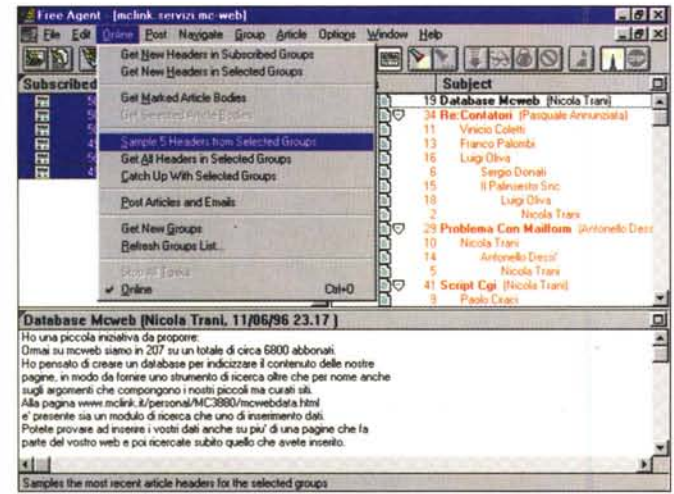 Free Agent - [mclink.servizi.mc-web]
File Edit Online Post Navigate Group Article Options Window Help
Get New Headers in Subscribed Groups
Get New Headers in Selected Groups
Get Marked Article Bodies
Get Selected Article Bodies
Sample 5 Headers from Selected Groups
Get All Headers in Selected Groups
Catch Up With Selected Groups
Post Articles and Emails
Get New Groups
Refresh Groups List...
Stop All Tasks
Online Ctrl+O
Subscribed
Subject
19 Database Mcweb (Nicola Trani)
34 Re: Contatori (Pasquale Annunziata)
11 Vinicio Coletti
13 Franco Palombi
16 Luigi Oliva
6 Sergio Donati
15 Il Palinsesto Snc
18 Luigi Oliva
2 Nicola Trani
29 Problema Con Mailform (Antonello Dess
10 Nicola Trani
14 Antonello Dessi'
5 Nicola Trani
41 Script Cgi (Nicola Trani)
9 Paolo Ciraci
Database Mcweb (Nicola Trani, 11/06/96 23.17 )
Ho una piccola iniziativa da proporre:
Ormai su mcweb siamo in 207 su un totale di circa 6800 abbonati.
Ho pensato di creare un database per indicizzare il contenuto delle nostre
pagine, in modo da fornire uno strumento di ricerca oltre che per nome anche
sugli argomenti che compongono i nostri piccoli ma curati siti.
Alla pagina www.mclink.it/personal/MC3880/mcwebdata.html
e' presente sia un modulo di ricerca che uno di inserimento dati.
Potete provare ad inserire i vostri dati anche su piu' di una pagine che fa
parte del vostro web e poi ricercate subito quello che avete inserito.
Samples the most recent article headers for the selected groups